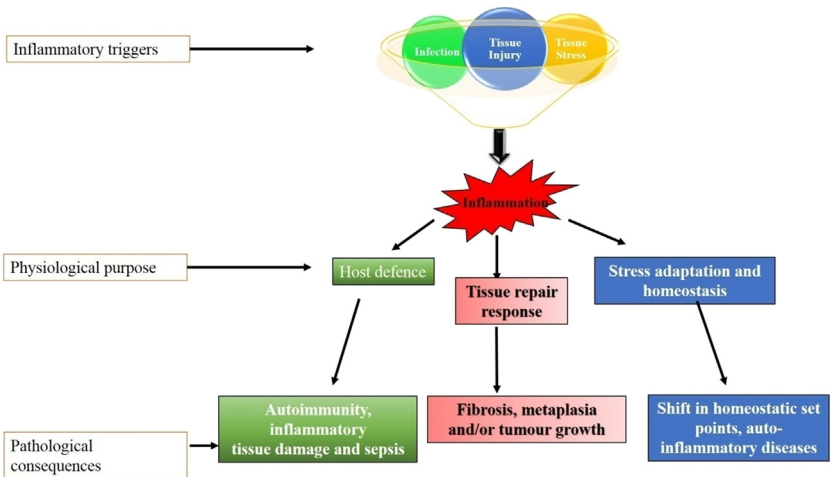 Inflammatory triggers
Infection
Tissue
Injury
Tissue
Stress
Inflammation
Physiological purpose
Host defence
Tissue repair
response
Stress adaptation and
homeostasis
Pathological
consequences
Autoimmunity,
inflammatory
tissue damage and sepsis
Fibrosis, metaplasia
and/or tumour growth
Shift in homeostatic set
points, auto-
inflammatory diseases